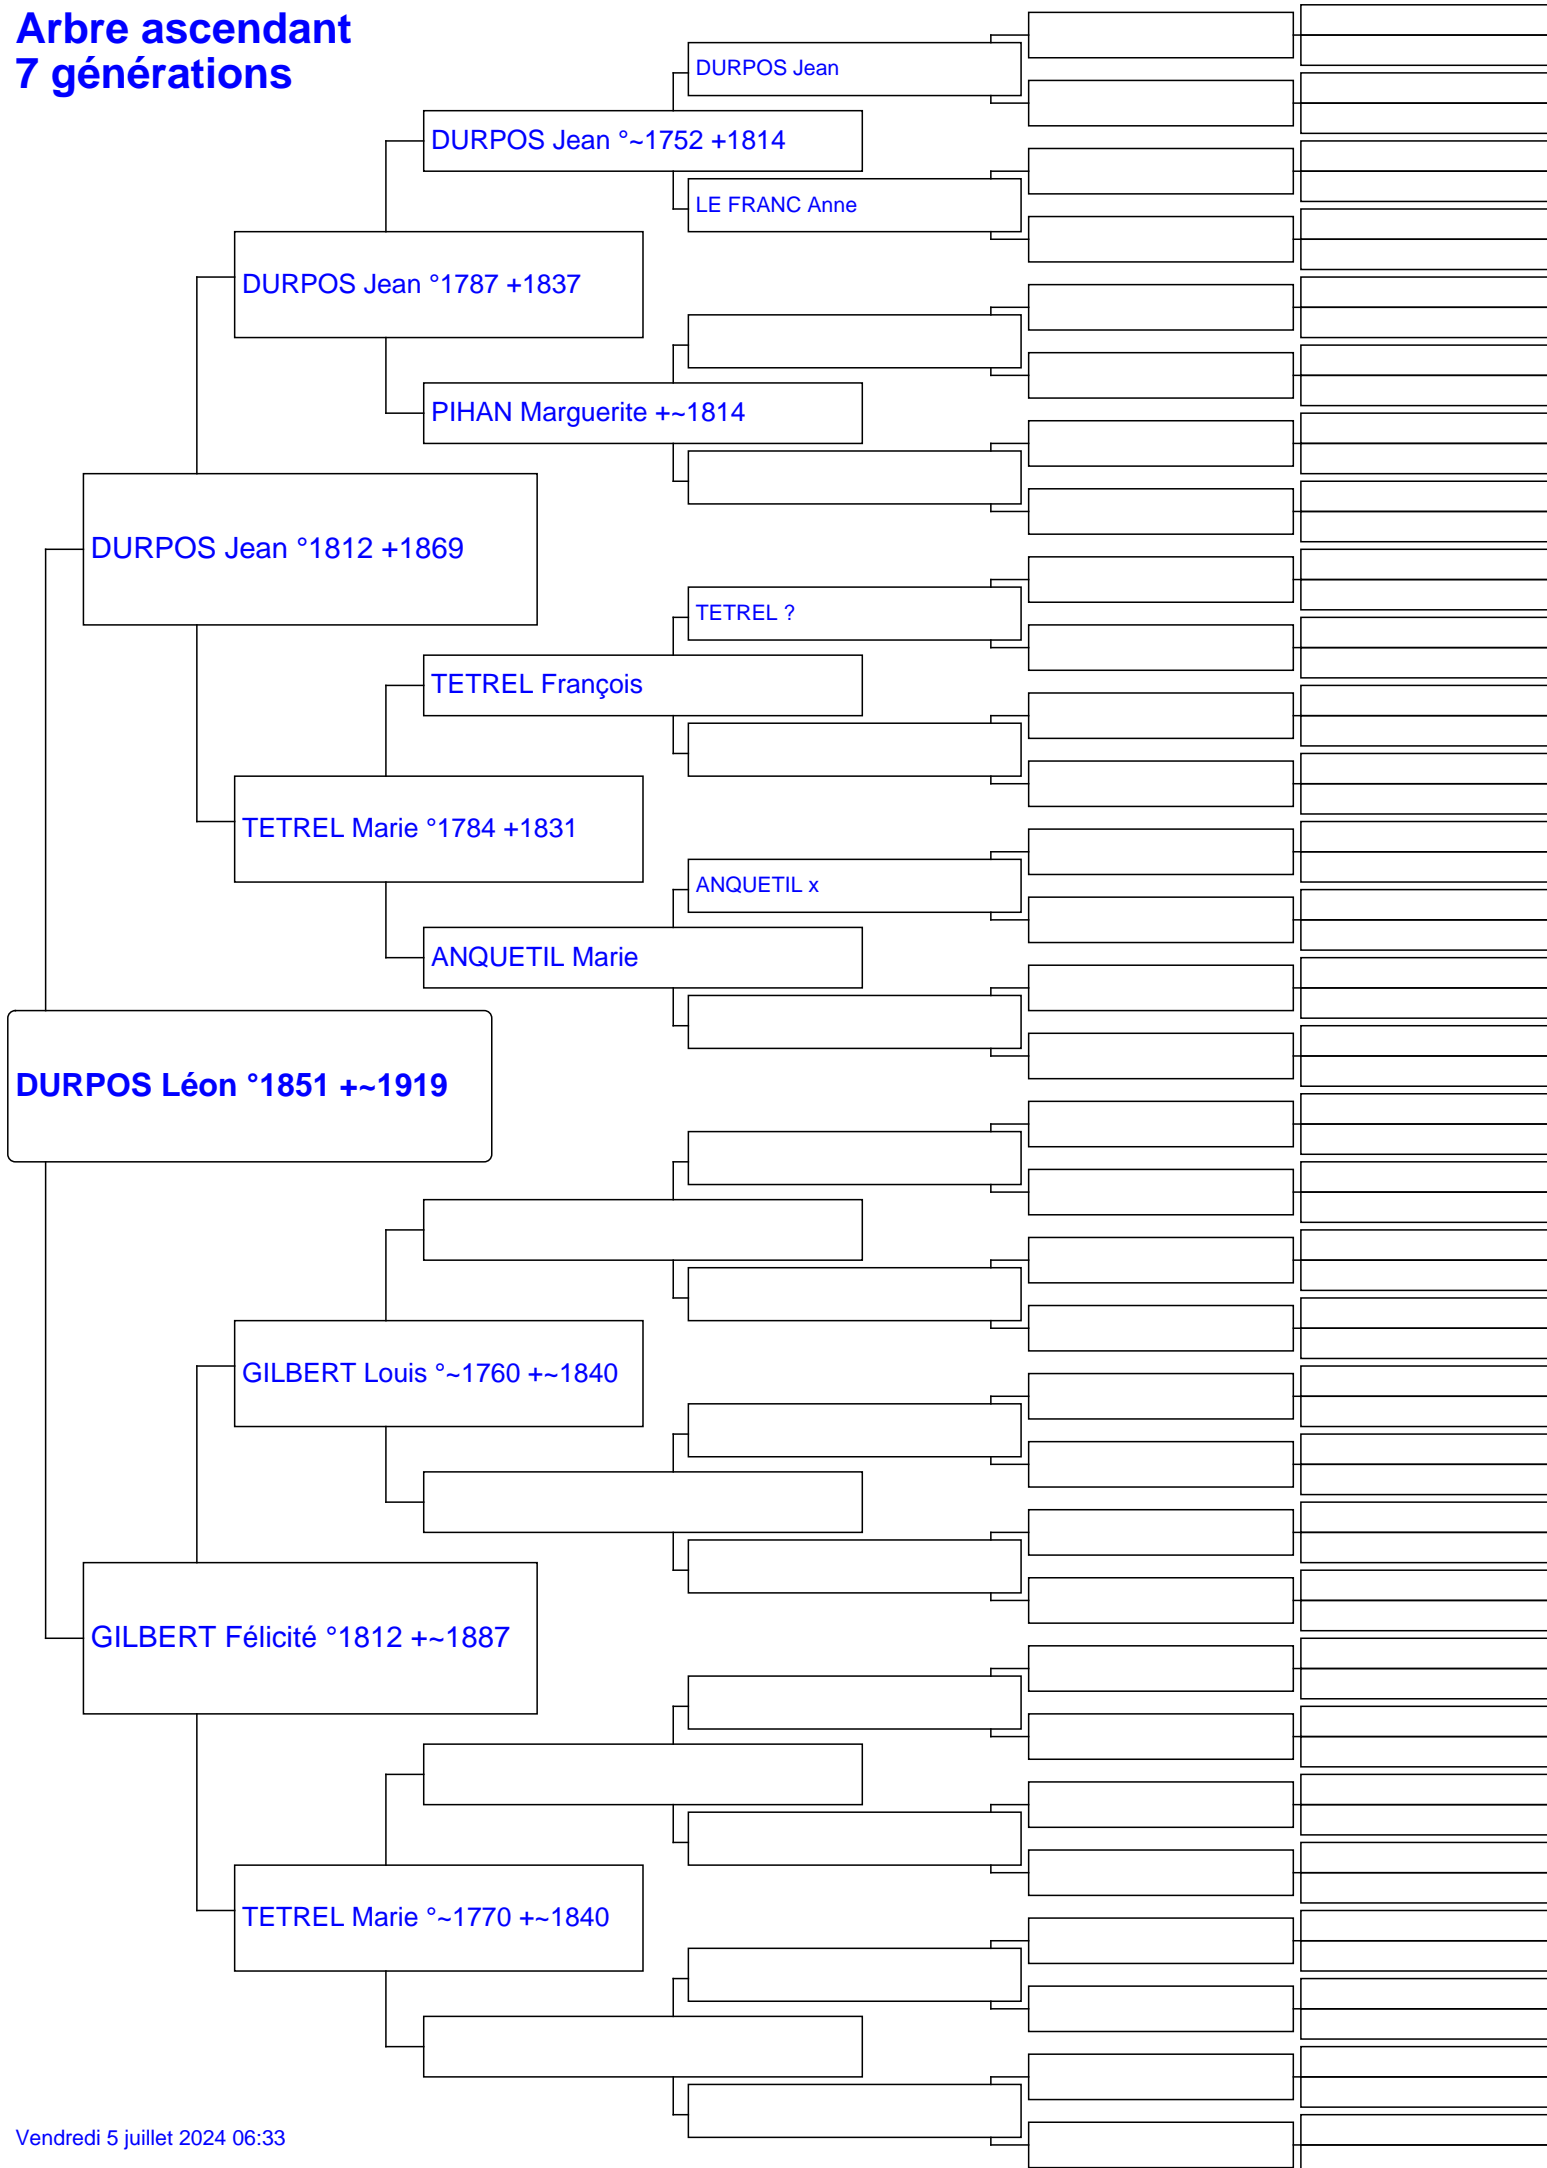 Arbre ascendant
7 générations
DURPOS Jean
DURPOS Jean °~1752 +1814
LE FRANC Anne
DURPOS Jean °1787 +1837
PIHAN Marguerite +~1814
DURPOS Jean °1812 +1869
TETREL ?
TETREL François
TETREL Marie °1784 +1831
ANQUETIL x
ANQUETIL Marie
DURPOS Léon °1851 +~1919
GILBERT Louis °~1760 +~1840
GILBERT Félicité °1812 +~1887
TETREL Marie °~1770 +~1840
Vendredi 5 juillet 2024 06:33